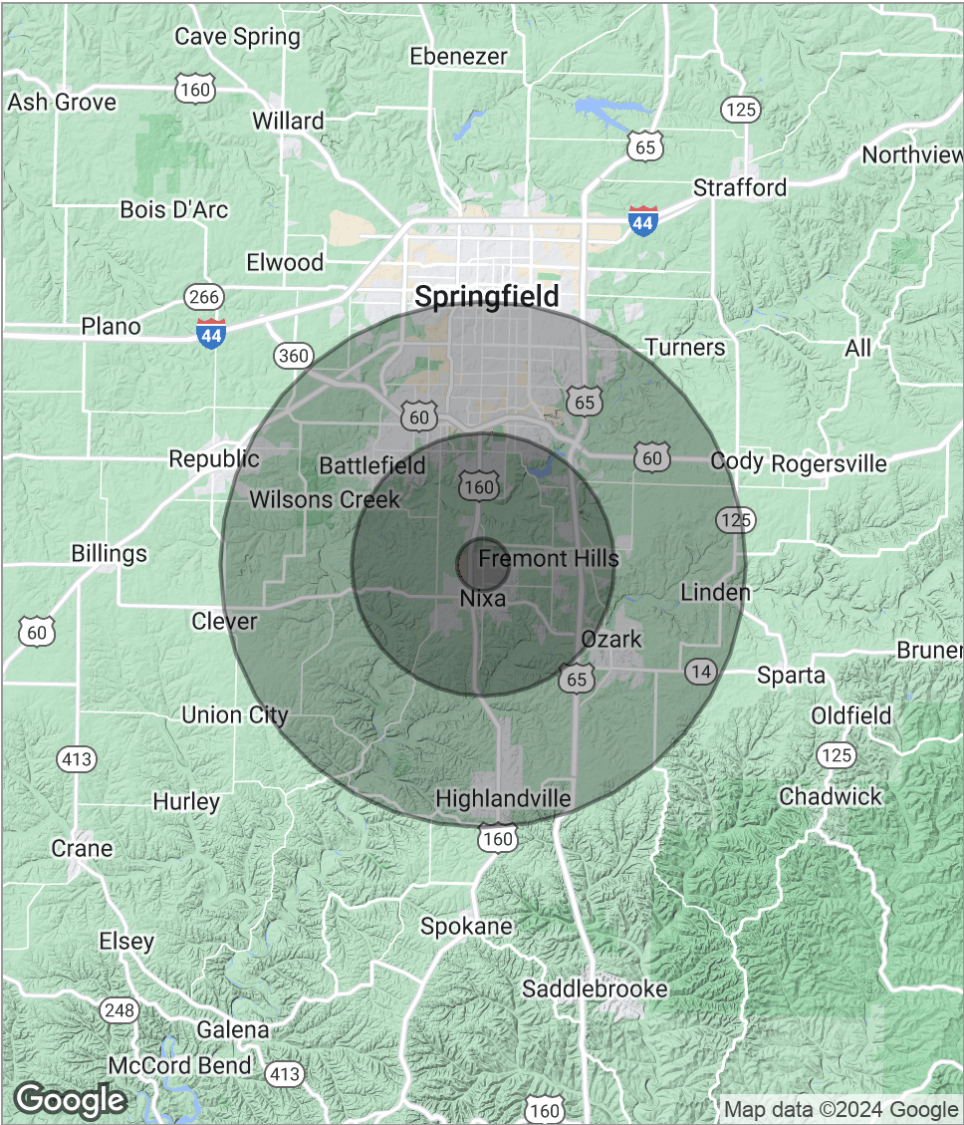 Cave Spring
Ebenezer
160
Ash Grove
125
Willard
65
Northview
Strafford
Bois D'Arc
44
Elwood
266
Springfield
Plano
44
Turners
All
360
65
60
Republic
Battlefield
60
Cody
Rogersville
160
Wilsons Creek
125
Billings
Fremont Hills
Linden
Nixa
Clever
60
Ozark
Bruner
14
Sparta
65
Union City
Oldfield
413
125
Hurley
Highlandville
Chadwick
160
Crane
Spokane
Elsey
Saddlebrooke
248
Galena
McCord Bend
413
Google
160
Map data ©2024 Google